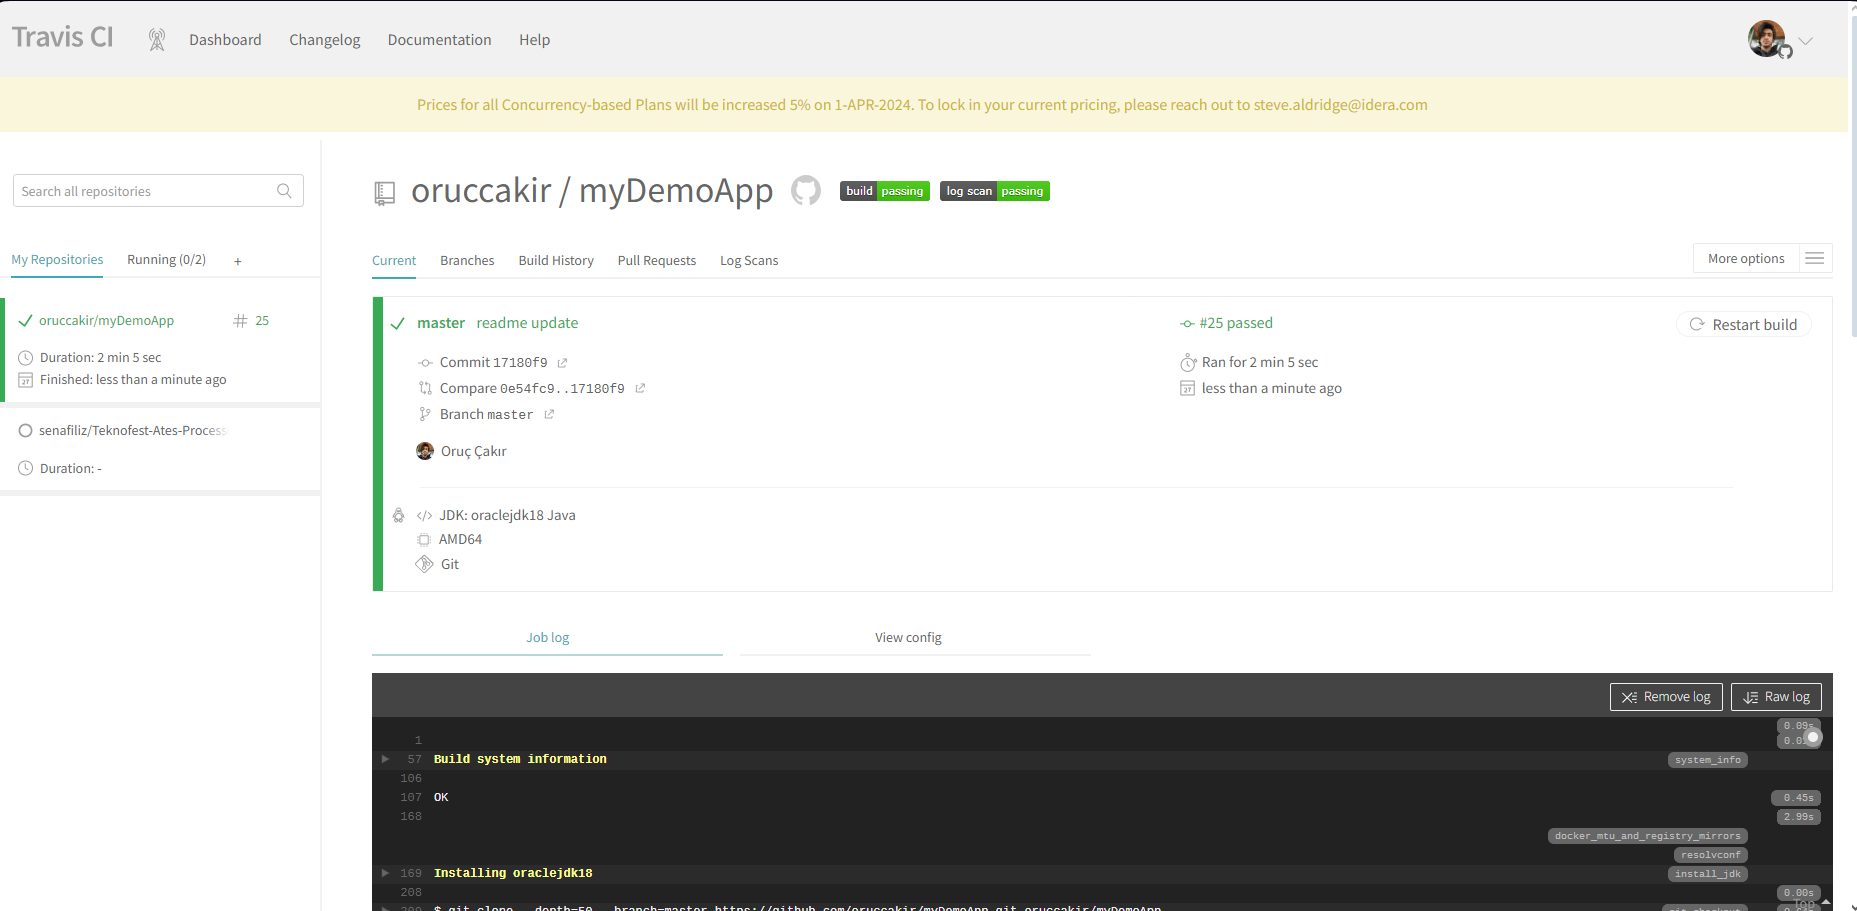 Travis CI
Dashboard
Changelog
Documentation
Help
Prices for all Concurrency-based Plans will be increased 5% on 1-APR-2024. To lock in your current pricing, please reach out to steve.aldridge@idera.com
Search all repositories
My Repositories
Running (0/2)
+
oruccakir/myDemoApp
# 25
Duration: 2 min 5 sec
Finished: less than a minute ago
senafiliz/Teknofest-Ates-Process
Duration: -
oruccakir / myDemoApp
build passing
log scan passing
Current
Branches
Build History
Pull Requests
Log Scans
More options
master readme update
Commit 17180f9
Compare 0e54fc9..17180f9
Branch master
Oruç Çakır
#25 passed
Ran for 2 min 5 sec
less than a minute ago
Restart build
JDK: oraclejdk18 Java
AMD64
Git
Job log
View config
Remove log
Raw log
0.09s
1
57 Build system information system_info
106
107 OK 0.45s
168 2.99s
docker_mtu_and_registry_mirrors
resolvconf
169 Installing oraclejdk18 install_jdk
208 0.00s
209 $ git clone --depth=50 --branch=master https://github.com/oruccakir/myDemoApp.git oruccakir/myDemoApp git.checkout
Top